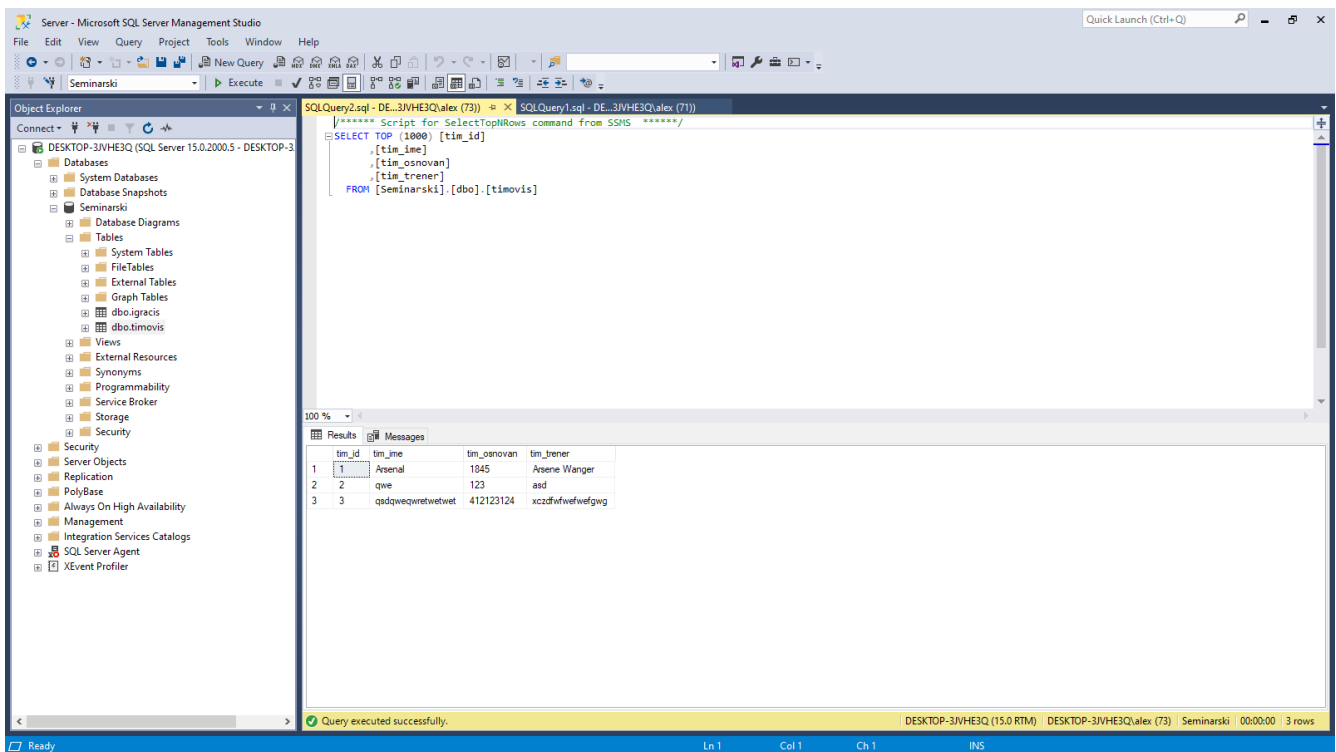 Server - Microsoft SQL Server Management Studio
Quick Launch (Ctrl+Q)
File Edit View Query Project Tools Window Help
New Query
MDX DMX XMLA DAX
Seminarski
Execute
Object Explorer
Connect
DESKTOP-3JVHE3Q (SQL Server 15.0.2000.5 - DESKTOP-3
Databases
System Databases
Database Snapshots
Seminarski
Database Diagrams
Tables
System Tables
FileTables
External Tables
Graph Tables
dbo.igracis
dbo.timovis
Views
External Resources
Synonyms
Programmability
Service Broker
Storage
Security
Security
Server Objects
Replication
PolyBase
Always On High Availability
Management
Integration Services Catalogs
SQL Server Agent
XEvent Profiler
SQLQuery2.sql - DE...3JVHE3Q\alex (73)) SQLQuery1.sql - DE...3JVHE3Q\alex (71))
/****** Script for SelectTopNRows command from SSMS ******/
SELECT TOP (1000) [tim_id]
,[tim_ime]
,[tim_osnovan]
,[tim_trener]
FROM [Seminarski].[dbo].[timovis]
100 %
Results Messages
tim_id tim_ime tim_osnovan tim_trener
1 1 Arsenal 1845 Arsene Wanger
2 2 qwe 123 asd
3 3 qsdqweqwretwetwet 412123124 xczdfwfwefwefgwg
Query executed successfully. DESKTOP-3JVHE3Q (15.0 RTM) DESKTOP-3JVHE3Q\alex (73) Seminarski 00:00:00 3 rows
Ready Ln 1 Col 1 Ch 1 INS